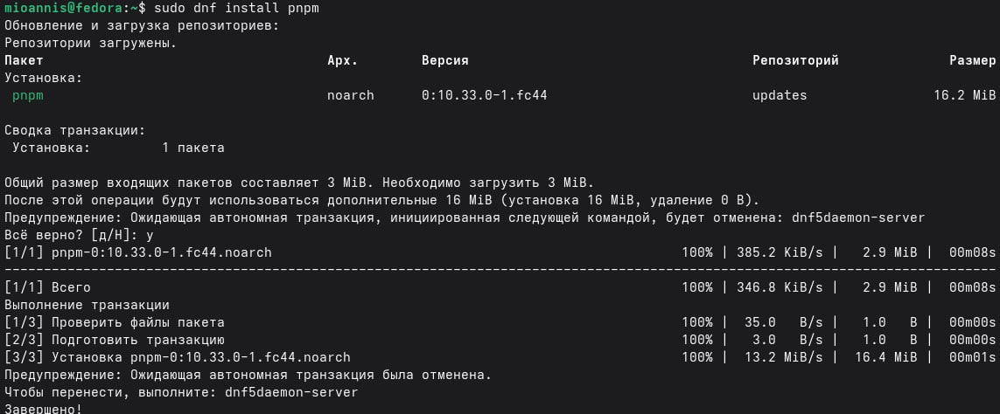 mioannis@fedora:~$ sudo dnf install pnpm
Обновление и загрузка репозиториев:
Репозитории загружены.
Пакет Арх. Версия Репозиторий Размер
Установка:
pnpm noarch 0:10.33.0-1.fc44 updates 16.2 MiB
Сводка транзакции:
Установка: 1 пакета
Общий размер входящих пакетов составляет 3 MiB. Необходимо загрузить 3 MiB.
После этой операции будут использоваться дополнительные 16 MiB (установка 16 MiB, удаление 0 B).
Предупреждение: Ожидающая автономная транзакция, инициированная следующей командой, будет отменена: dnf5daemon-server
Всё верно? [д/Н]: y
[1/1] pnpm-0:10.33.0-1.fc44.noarch 100% | 385.2 KiB/s | 2.9 MiB | 00m08s
--------------------------------------------------------------------------------
[1/1] Всего 100% | 346.8 KiB/s | 2.9 MiB | 00m08s
Выполнение транзакции
[1/3] Проверить файлы пакета 100% | 35.0 B/s | 1.0 B | 00m00s
[2/3] Подготовить транзакцию 100% | 3.0 B/s | 1.0 B | 00m00s
[3/3] Установка pnpm-0:10.33.0-1.fc44.noarch 100% | 13.2 MiB/s | 16.4 MiB | 00m01s
Предупреждение: Ожидающая автономная транзакция была отменена.
Чтобы перенести, выполните: dnf5daemon-server
Завершено!